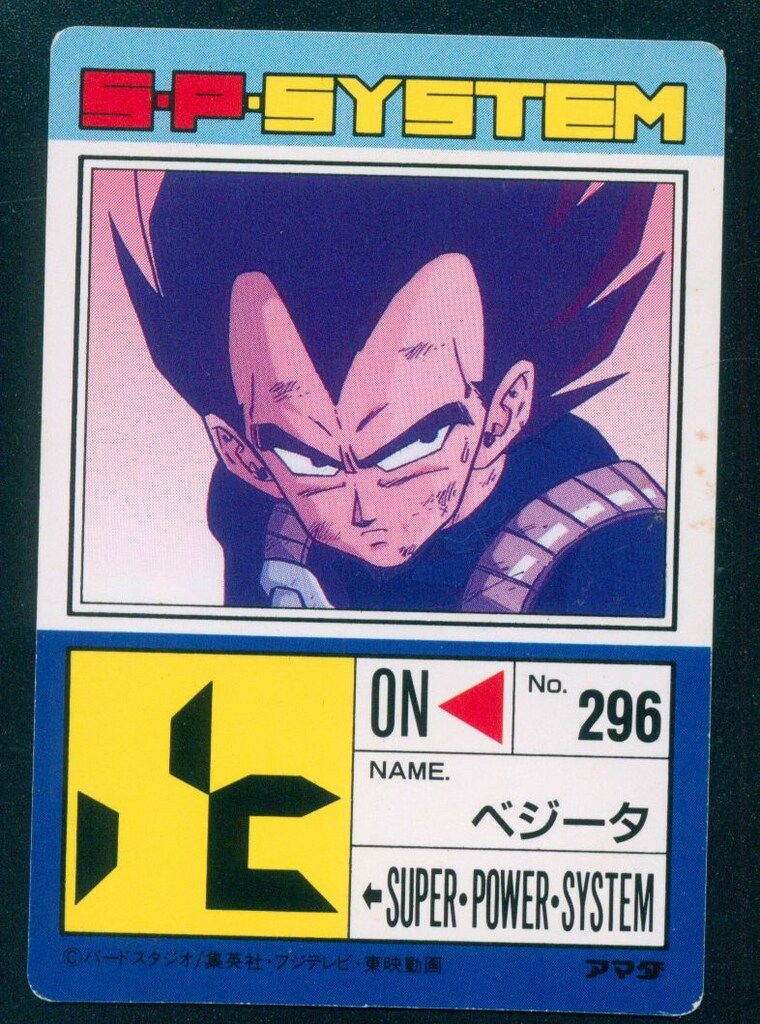 S·P·SYSTEM
ON
No. 296
NAME.
ベジータ
←SUPER·POWER·SYSTEM
©バードスタジオ/集英社・フジテレビ・東映動画
アマダ